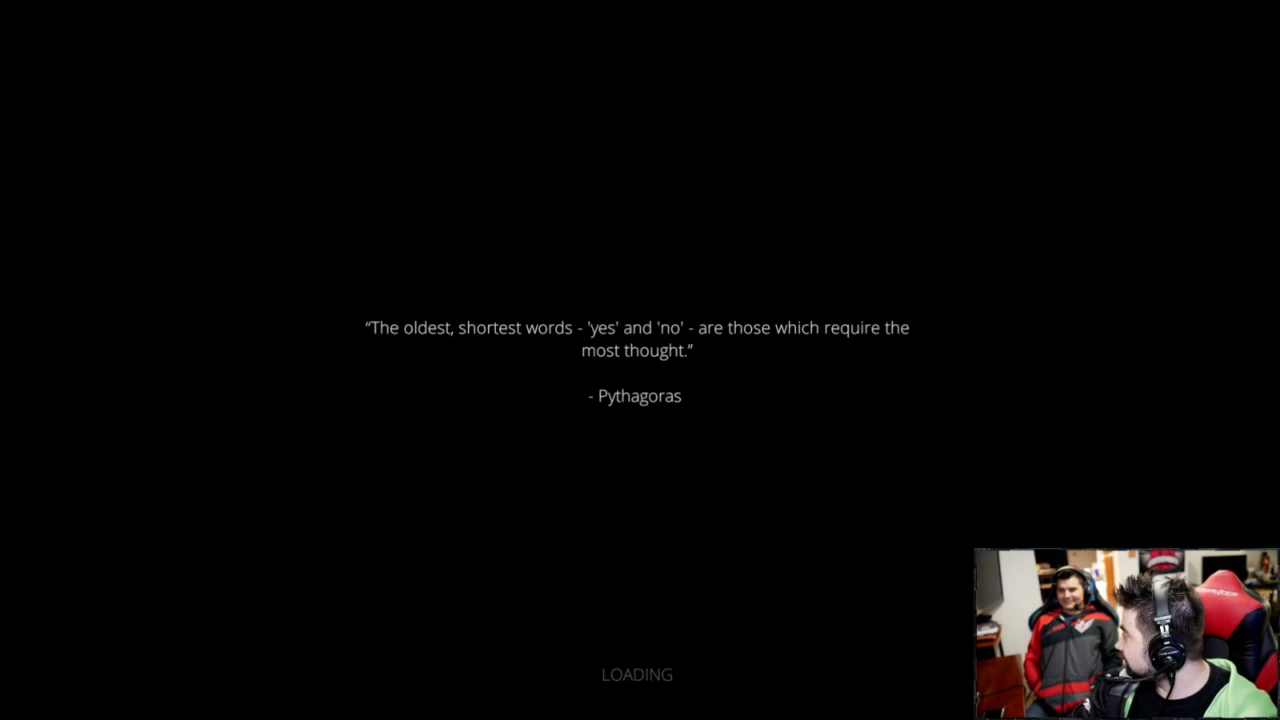 “The oldest, shortest words - 'yes' and 'no' - are those which require the
most thought.”
- Pythagoras
LOADING